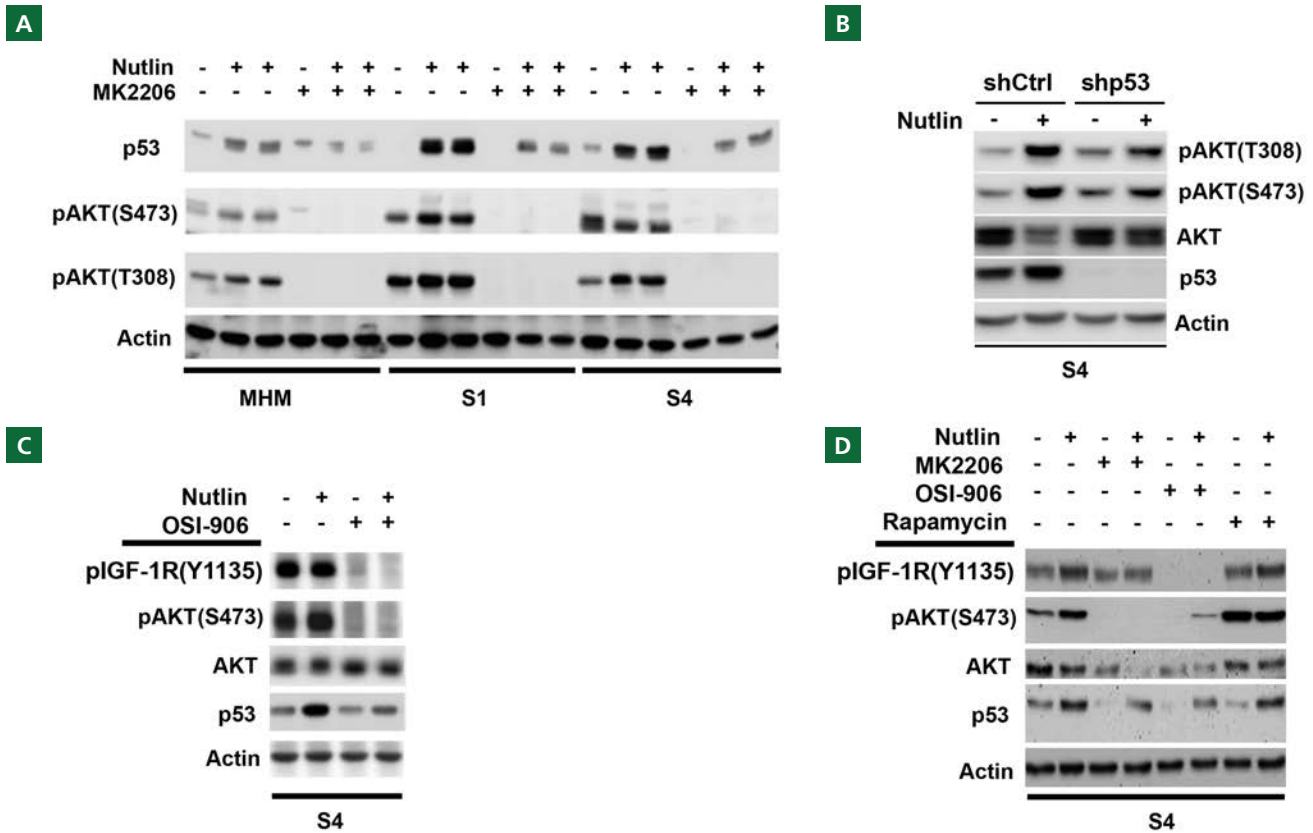 A
Nutlin - + + - + + - + + - + + - + + - + +
MK2206 - - - + + + - - - + + + - - - + + +
p53
pAKT(S473)
pAKT(T308)
Actin
MHM S1 S4
B
shCtrl shp53
Nutlin - + - +
pAKT(T308)
pAKT(S473)
AKT
p53
Actin
S4
C
Nutlin - + - +
OSI-906 - - + +
pIGF-1R(Y1135)
pAKT(S473)
AKT
p53
Actin
S4
D
Nutlin - + - + - + - +
MK2206 - - + + - - - -
OSI-906 - - - - + + - -
Rapamycin - - - - - - + +
pIGF-1R(Y1135)
pAKT(S473)
AKT
p53
Actin
S4